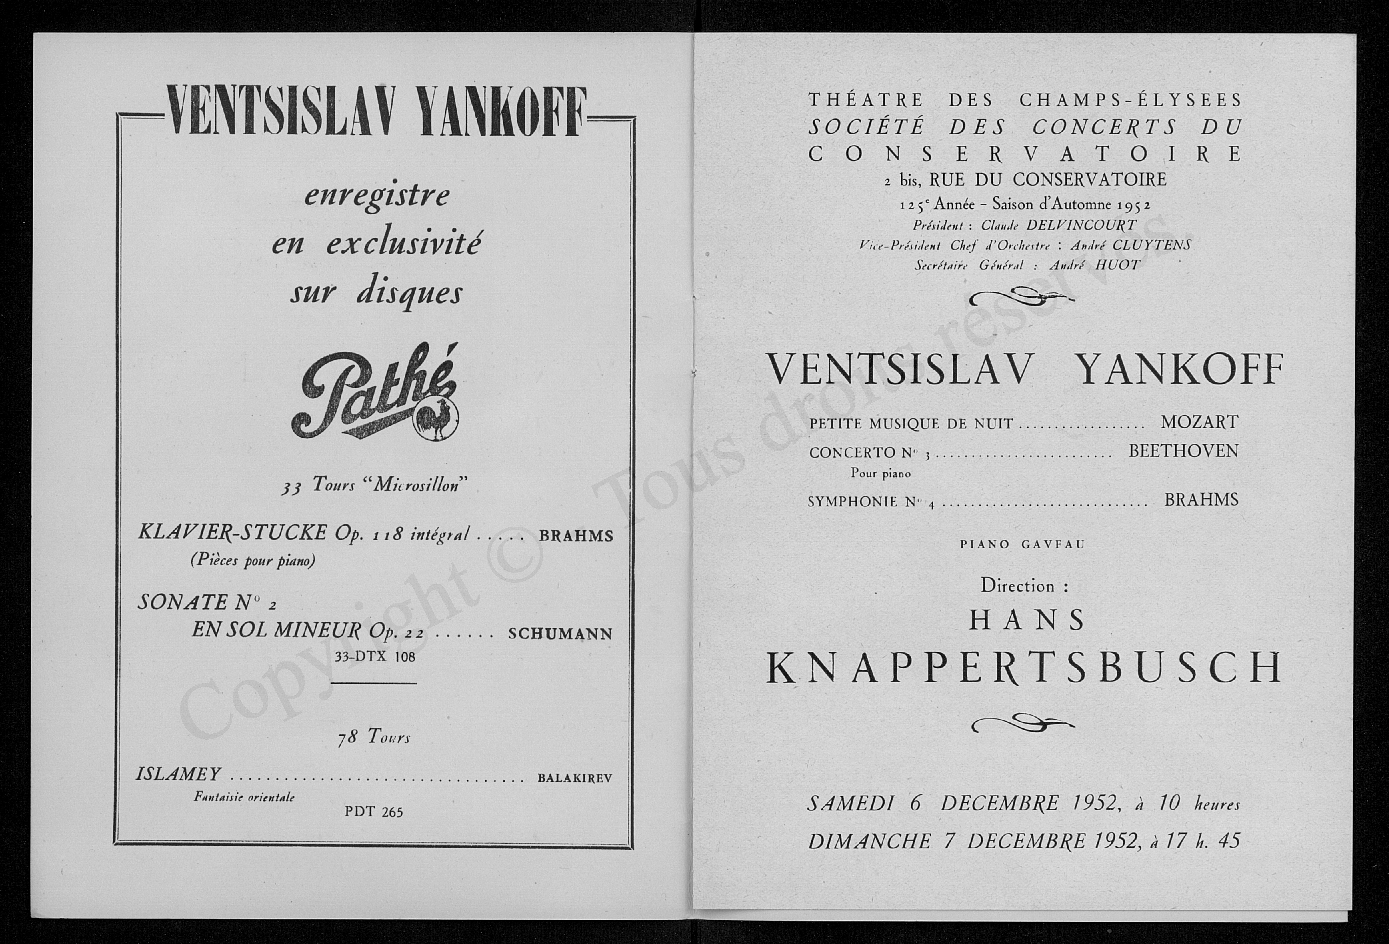 VENTSISLAV YANKOFF
enregistre
en exclusivité
sur disques
Pathé
33 Tours "Microsillon"
KLAVIER-STUCKE Op. 118 intégral ..... BRAHMS
(Pièces pour piano)
SONATE N° 2
EN SOL MINEUR Op. 22 ...... SCHUMANN
33-DTX 108
78 Tours
ISLAMEY ................................. BALAKIREV
Fantaisie orientale
PDT 265
THÉATRE DES CHAMPS-ÉLYSEES
SOCIÉTÉ DES CONCERTS DU
CONSERVATOIRE
2 bis, RUE DU CONSERVATOIRE
125e Année - Saison d'Automne 1952
Président : Claude DELVINCOURT
Vice-Président Chef d'Orchestre : André CLUYTENS
Secrétaire Général : André HUOT
VENTSISLAV YANKOFF
PETITE MUSIQUE DE NUIT .................. MOZART
CONCERTO N° 3 ......................... BEETHOVEN
Pour piano
SYMPHONIE N° 4 ............................. BRAHMS
PIANO GAVEAU
Direction :
HANS
KNAPPERTSBUSCH
SAMEDI 6 DECEMBRE 1952, à 10 heures
DIMANCHE 7 DECEMBRE 1952, à 17 h. 45
Copyright © - Tous droits réservés.